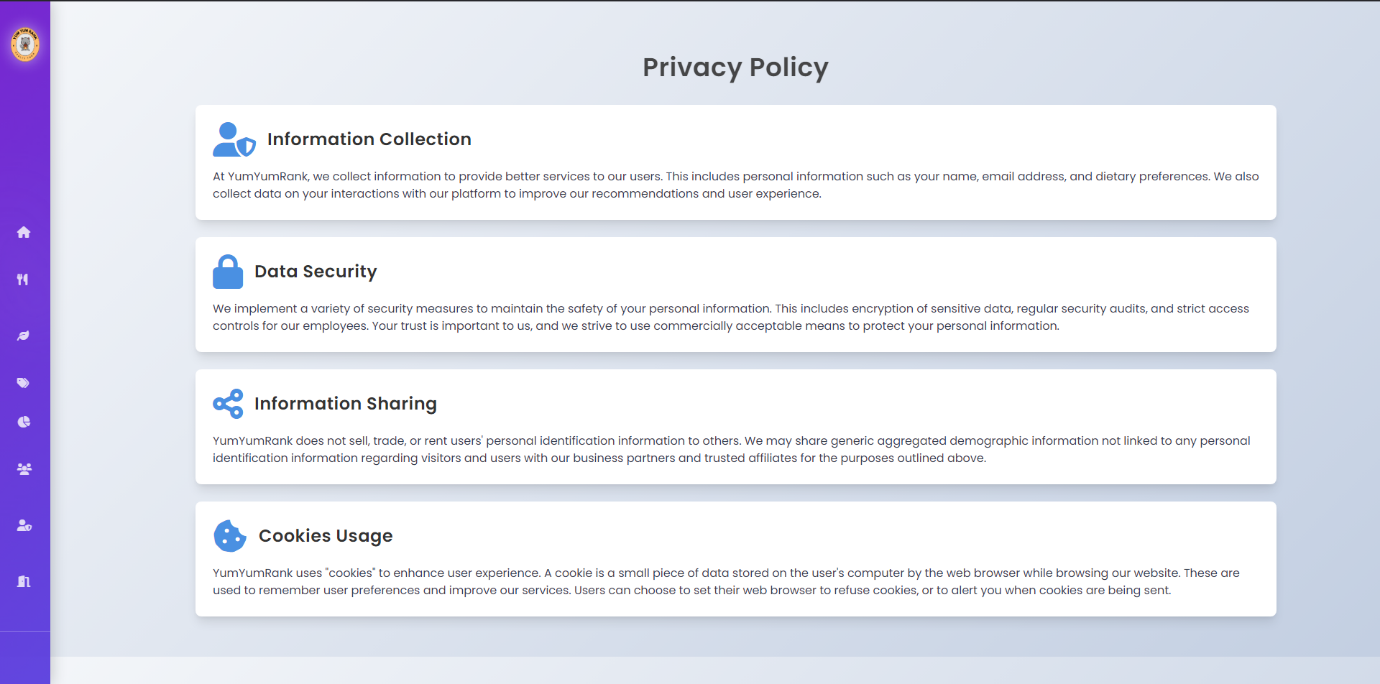 Privacy Policy
Information Collection
At YumYumRank, we collect information to provide better services to our users. This includes personal information such as your name, email address, and dietary preferences. We also
collect data on your interactions with our platform to improve our recommendations and user experience.
Data Security
We implement a variety of security measures to maintain the safety of your personal information. This includes encryption of sensitive data, regular security audits, and strict access
controls for our employees. Your trust is important to us, and we strive to use commercially acceptable means to protect your personal information.
Information Sharing
YumYumRank does not sell, trade, or rent users' personal identification information to others. We may share generic aggregated demographic information not linked to any personal
identification information regarding visitors and users with our business partners and trusted affiliates for the purposes outlined above.
Cookies Usage
YumYumRank uses "cookies" to enhance user experience. A cookie is a small piece of data stored on the user's computer by the web browser while browsing our website. These are
used to remember user preferences and improve our services. Users can choose to set their web browser to refuse cookies, or to alert you when cookies are being sent.